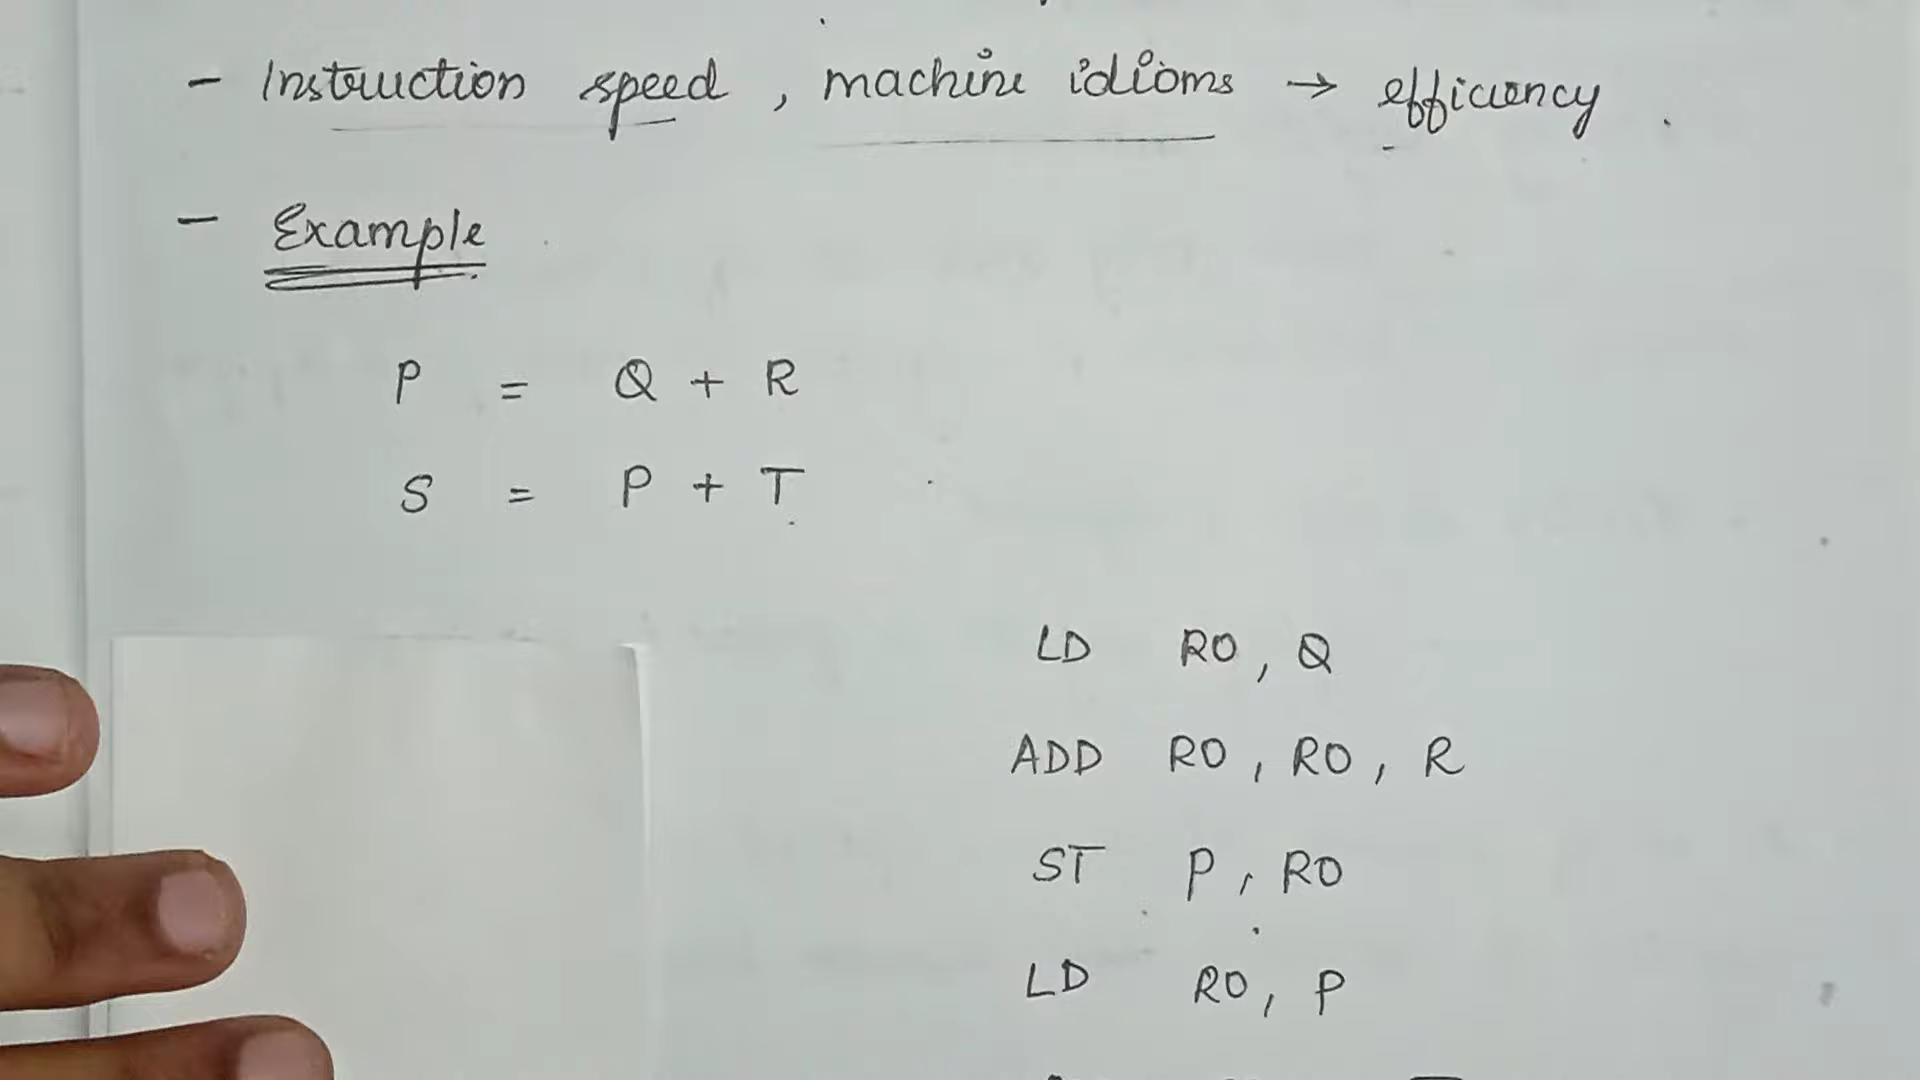 - Instruction speed, machine idioms → efficiency.
- Example
P = Q + R
S = P + T
LD R0, Q
ADD R0, R0, R
ST P, R0
LD R0, P